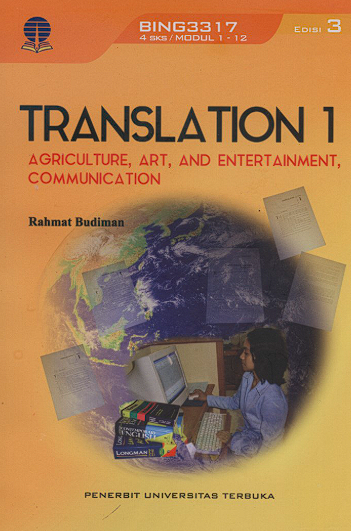 BING3317
4 SKS / MODUL 1 - 12
EDISI 3
TRANSLATION 1
AGRICULTURE, ART, AND ENTERTAINMENT,
COMMUNICATION
Rahmat Budiman
ENGLISH
LONGMAN
PENERBIT UNIVERSITAS TERBUKA